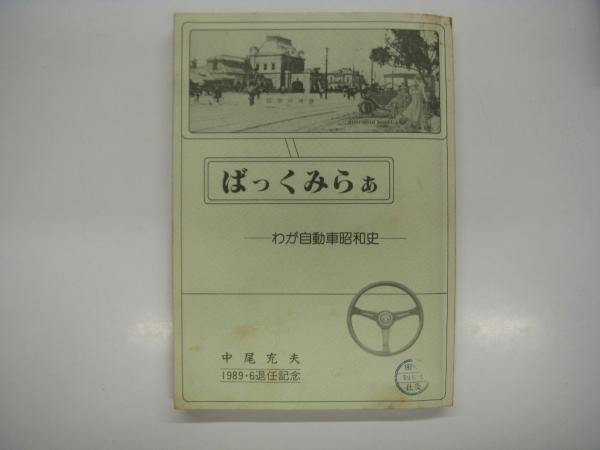 ばっくみらぁ
わが自動車昭和史
中尾充夫
1989・6退任記念